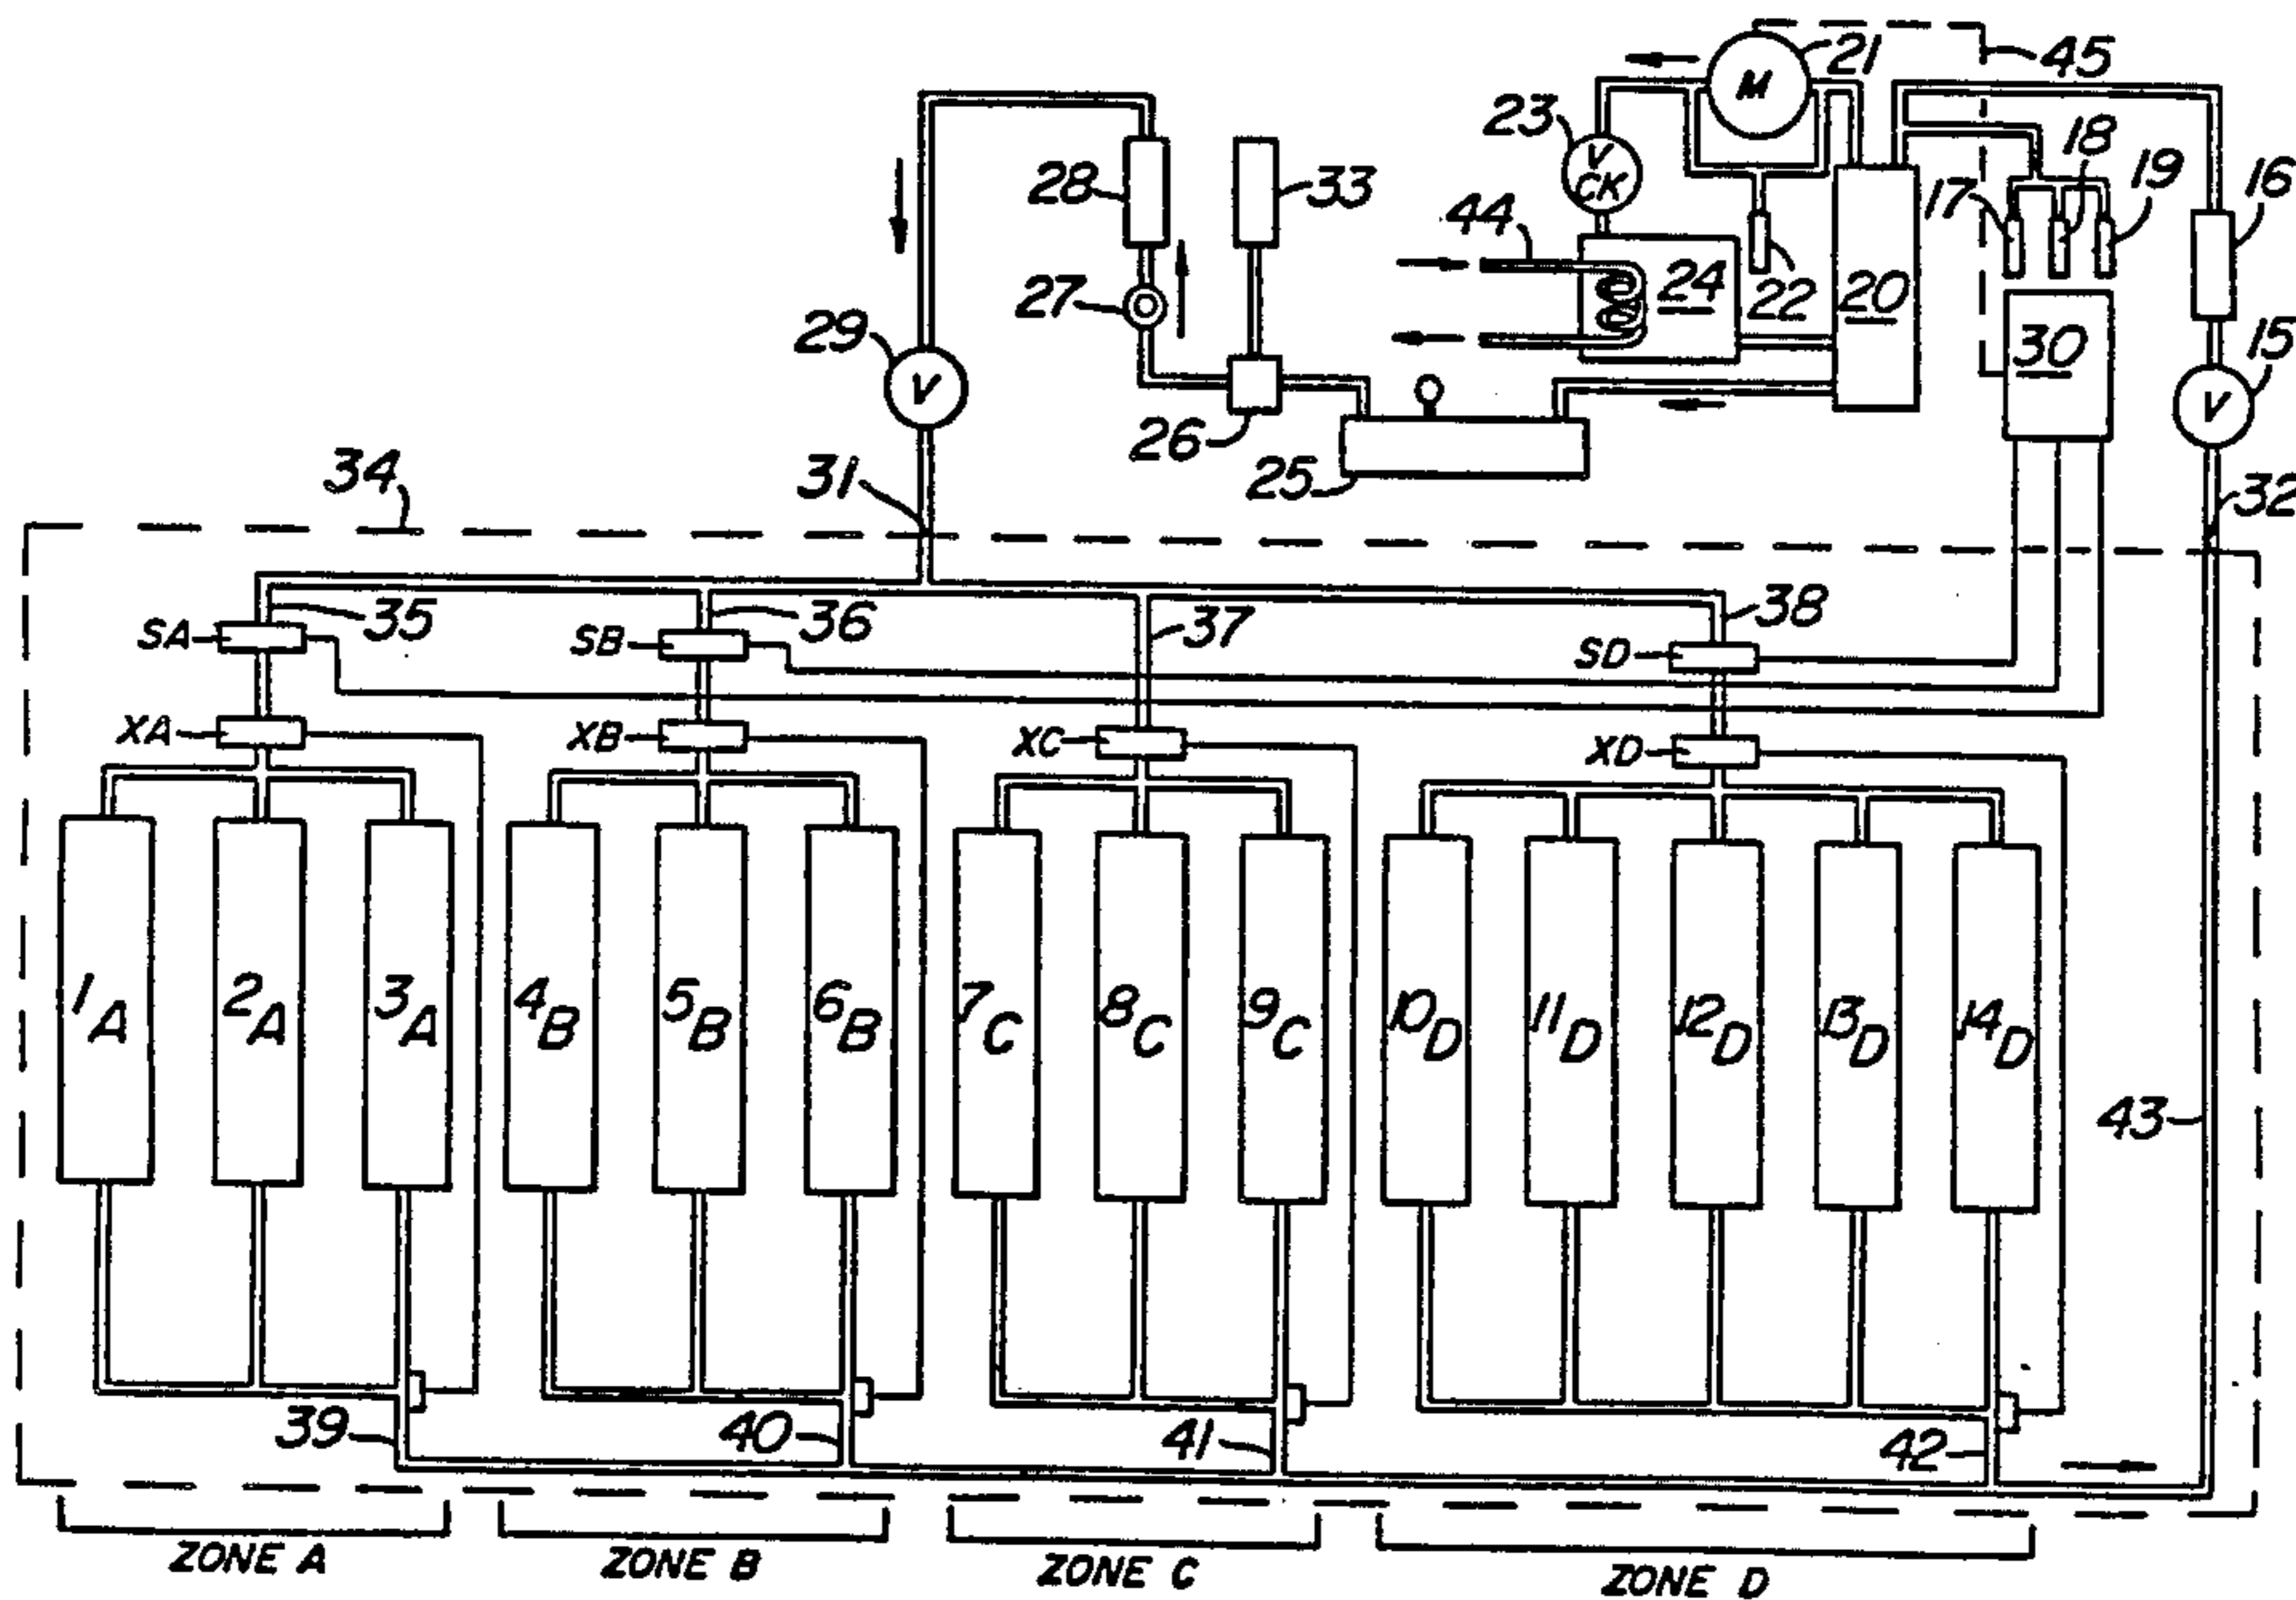 21
45
M
23
V
CK
18
19
28
33
17
16
44
24
22
20
27
30
15
29
V
V
26
34
31
25
32
35
36
37
38
SA
SB
SD
XA
XB
XC
XD
1A
2A
3A
4B
5B
6B
7C
8C
9C
10D
11D
12D
13D
14D
43
39
40
41
42
ZONE A
ZONE B
ZONE C
ZONE D